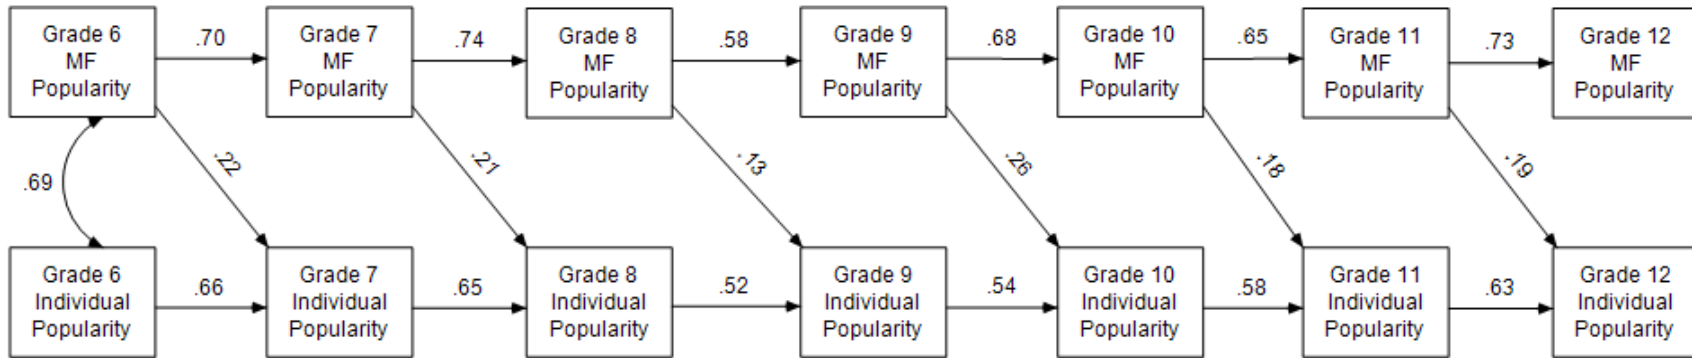 Grade 6
MF
Popularity
.70
Grade 7
MF
Popularity
.74
Grade 8
MF
Popularity
.58
Grade 9
MF
Popularity
.68
Grade 10
MF
Popularity
.65
Grade 11
MF
Popularity
.73
Grade 12
MF
Popularity
.69
.22
.21
.13
.26
.18
.19
Grade 6
Individual
Popularity
.66
Grade 7
Individual
Popularity
.65
Grade 8
Individual
Popularity
.52
Grade 9
Individual
Popularity
.54
Grade 10
Individual
Popularity
.58
Grade 11
Individual
Popularity
.63
Grade 12
Individual
Popularity